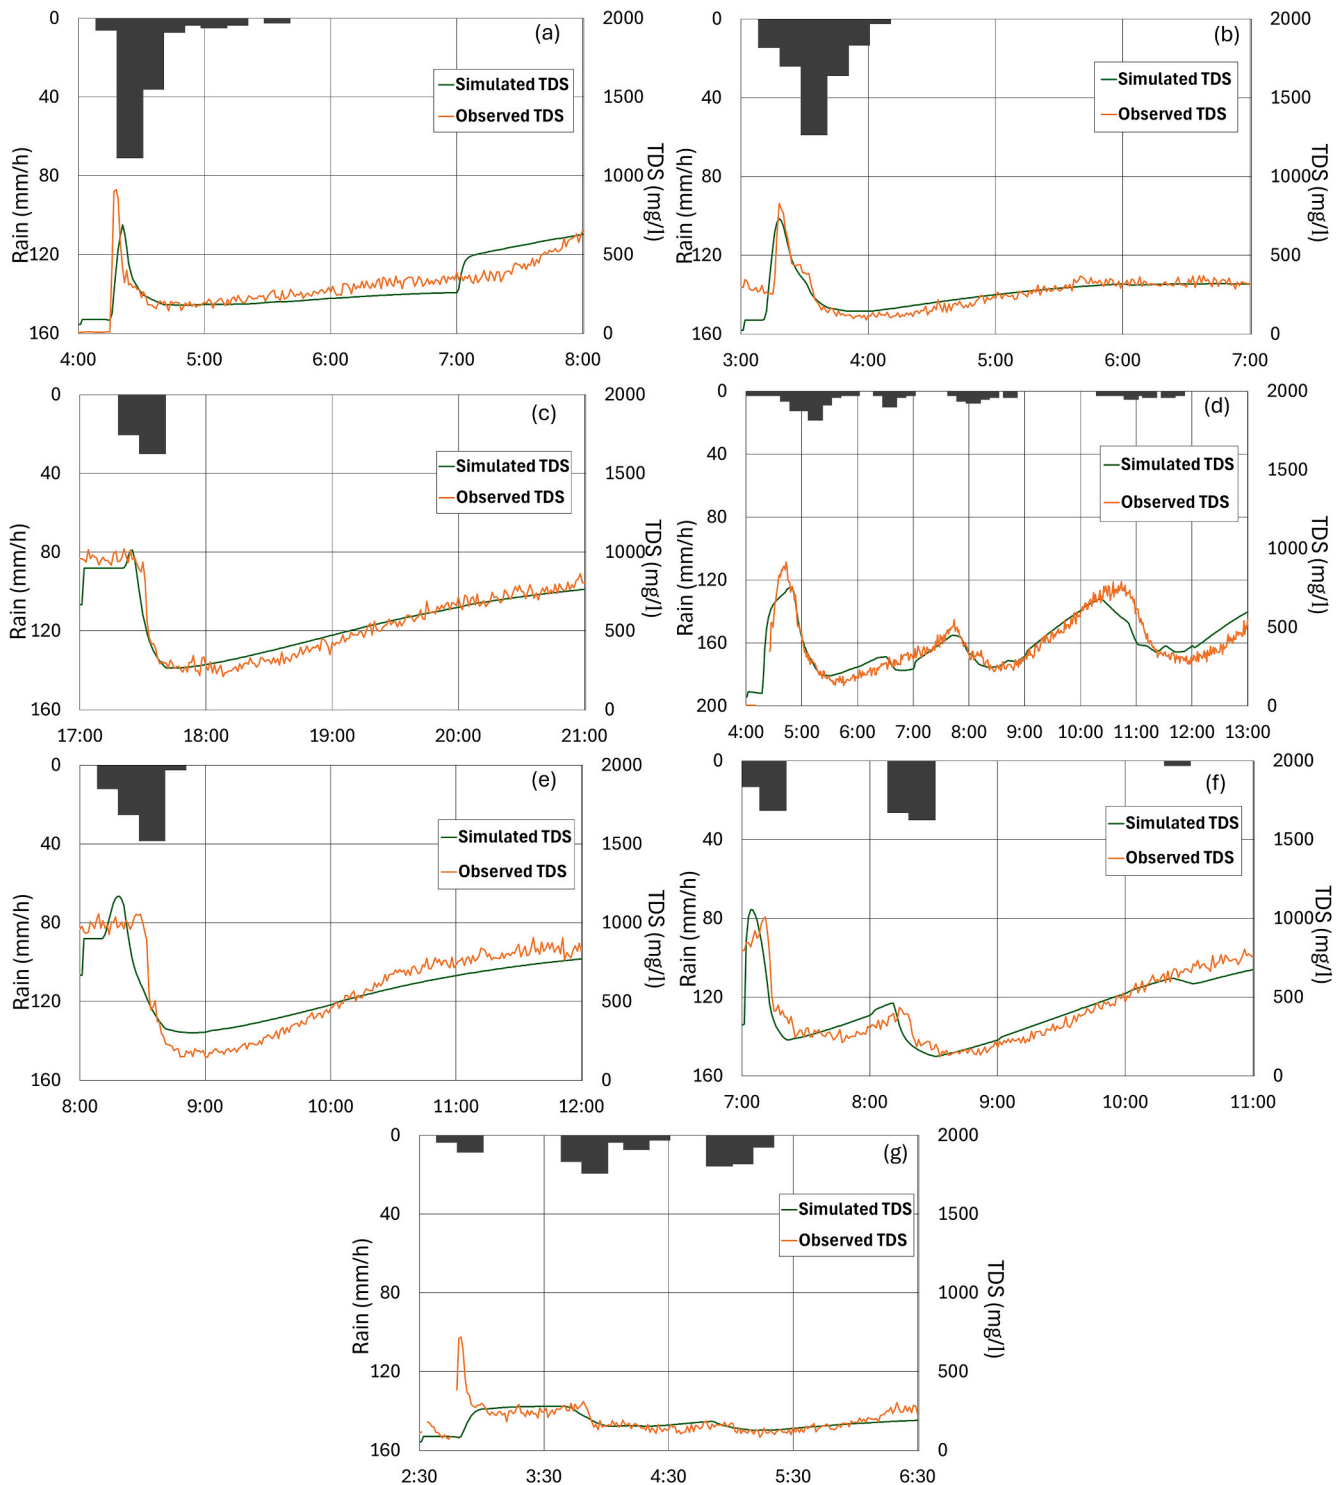 0 2000
(a)
Simulated TDS
Observed TDS
40 1500
80 1000
120 500
160 0
Rain (mm/h)
TDS (mg/l)
4:00 5:00 6:00 7:00 8:00
0 2000
(b)
Simulated TDS
Observed TDS
40 1500
80 1000
120 500
160 0
Rain (mm/h)
TDS (mg/l)
3:00 4:00 5:00 6:00 7:00
0 2000
(c)
Simulated TDS
Observed TDS
40 1500
80 1000
120 500
160 0
Rain (mm/h)
TDS (mg/l)
17:00 18:00 19:00 20:00 21:00
0 2000
(d)
Simulated TDS
Observed TDS
40 1500
80
120 1000
160 500
200 0
Rain (mm/h)
TDS (mg/l)
4:00 5:00 6:00 7:00 8:00 9:00 10:00 11:00 12:00 13:00
0 2000
(e)
Simulated TDS
Observed TDS
40 1500
80 1000
120 500
160 0
Rain (mm/h)
TDS (mg/l)
8:00 9:00 10:00 11:00 12:00
0 2000
(f)
Simulated TDS
Observed TDS
40 1500
80 1000
120 500
160 0
Rain (mm/h)
TDS (mg/l)
7:00 8:00 9:00 10:00 11:00
0 2000
(g)
Simulated TDS
Observed TDS
40 1500
80 1000
120 500
160 0
Rain (mm/h)
TDS (mg/l)
2:30 3:30 4:30 5:30 6:30